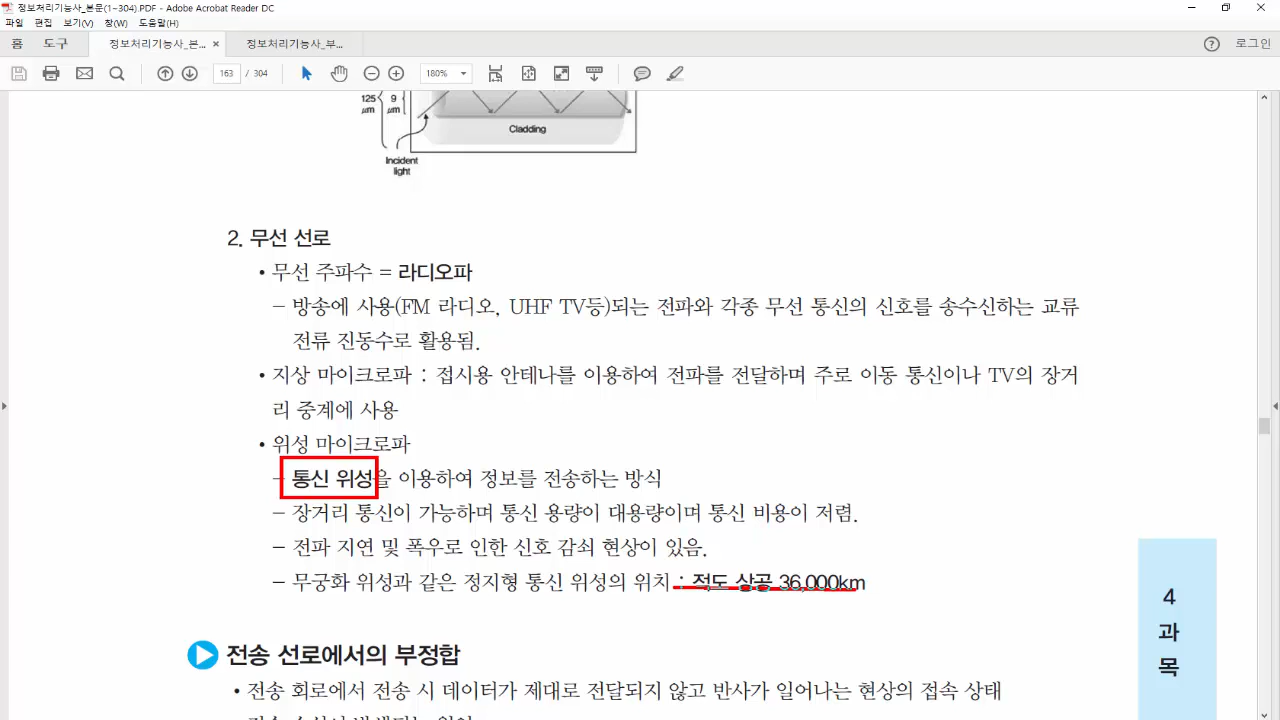 정보처리기능사_본문(1~304).PDF - Adobe Acrobat Reader DC
파일 편집 보기(V) 창(W) 도움말(H)
홈 도구 정보처리기능사_본... × 정보처리기능사_부... 로그인
163 / 304 180%
125 μm 9 μm
Cladding
Incident light
2. 무선 선로
• 무선 주파수 = 라디오파
– 방송에 사용(FM 라디오, UHF TV등)되는 전파와 각종 무선 통신의 신호를 송수신하는 교류
전류 진동수로 활용됨.
• 지상 마이크로파 : 접시용 안테나를 이용하여 전파를 전달하며 주로 이동 통신이나 TV의 장거
리 중계에 사용
• 위성 마이크로파
– 통신 위성을 이용하여 정보를 전송하는 방식
– 장거리 통신이 가능하며 통신 용량이 대용량이며 통신 비용이 저렴.
– 전파 지연 및 폭우로 인한 신호 감쇠 현상이 있음.
– 무궁화 위성과 같은 정지형 통신 위성의 위치 : 적도 상공 36,000km
4
과
목
전송 선로에서의 부정합
• 전송 회로에서 전송 시 데이터가 제대로 전달되지 않고 반사가 일어나는 현상의 접속 상태